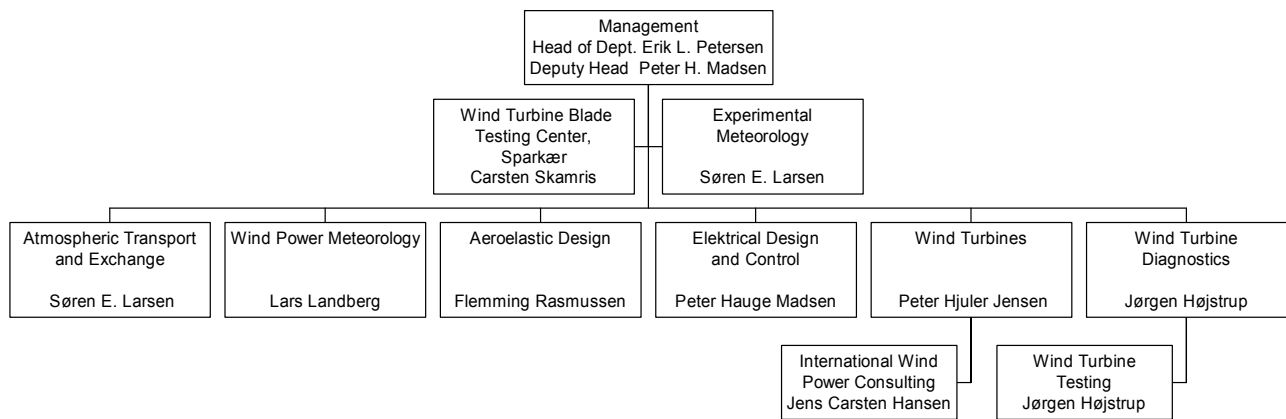 Management
Head of Dept. Erik L. Petersen
Deputy Head  Peter H. Madsen
Wind Turbine Blade
Testing Center,
Sparkær
Carsten Skamris
Experimental
Meteorology
Søren E. Larsen
Atmospheric Transport
and Exchange
Søren E. Larsen
Wind Power Meteorology
Lars Landberg
Aeroelastic Design
Flemming Rasmussen
Elektrical Design
and Control
Peter Hauge Madsen
Wind Turbines
Peter Hjuler Jensen
Wind Turbine
Diagnostics
Jørgen Højstrup
International Wind
Power Consulting
Jens Carsten Hansen
Wind Turbine
Testing
Jørgen Højstrup